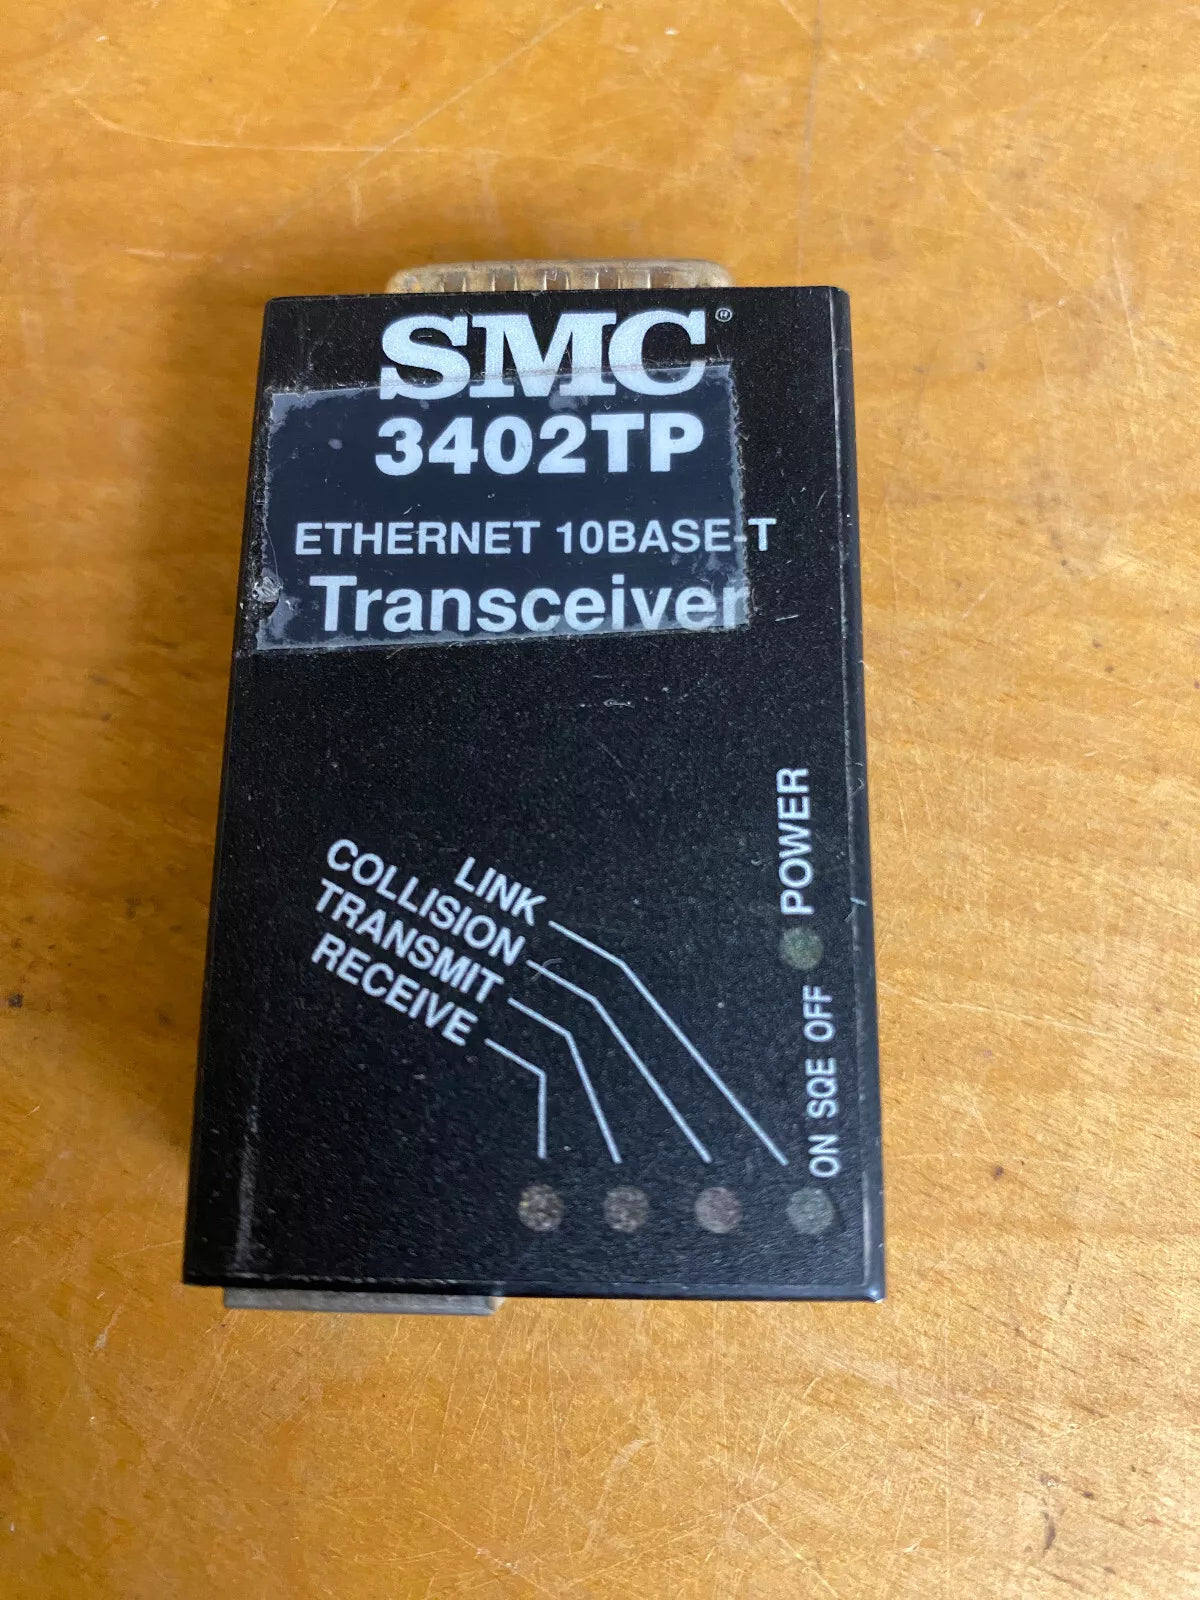 SMC®
3402TP
ETHERNET 10BASE-T
Transceiver
POWER
LINK
COLLISION
TRANSMIT
RECEIVE
ON SQE OFF